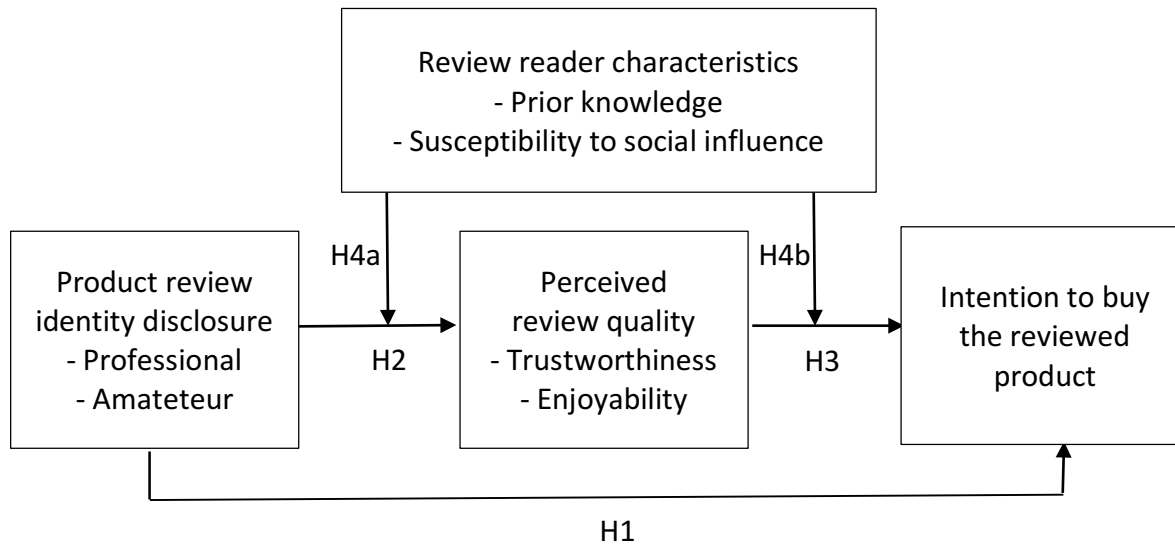 Review reader characteristics
- Prior knowledge
- Susceptibility to social influence
H4a
H4b
Product review
identity disclosure
- Professional
- Amateteur
H2
Perceived
review quality
- Trustworthiness
- Enjoyability
H3
Intention to buy
the reviewed
product
H1